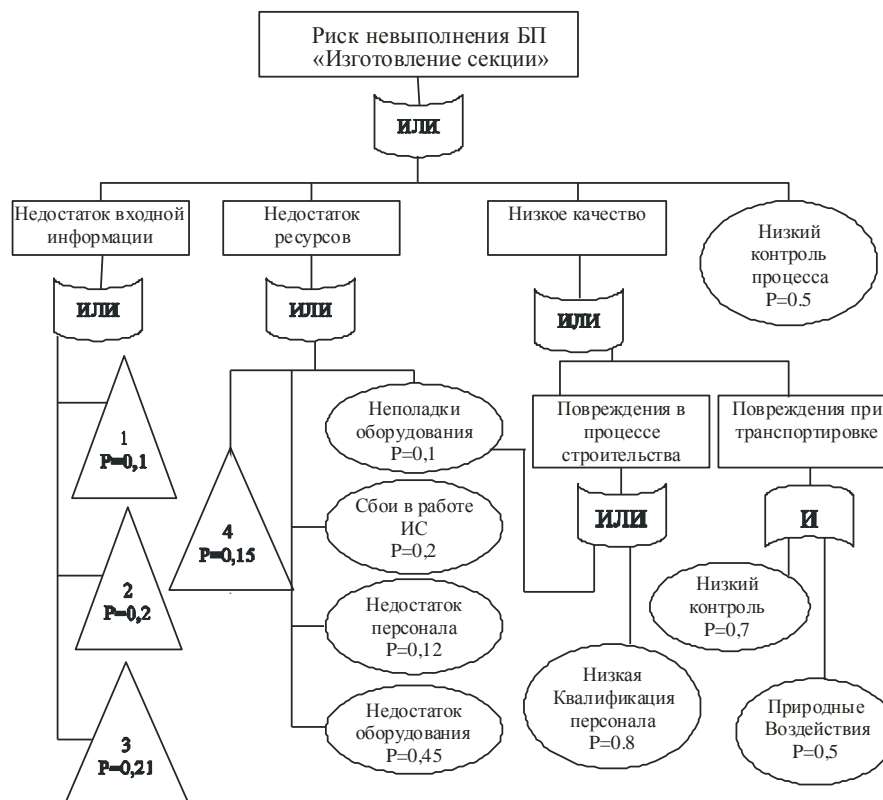 Риск невыполнения БП
«Изготовление секции»
ИЛИ
Недостаток входной
информации
Недостаток
ресурсов
Низкое качество
Низкий
контроль
процесса
P=0.5
ИЛИ
ИЛИ
ИЛИ
1
P=0,1
2
P=0,2
3
P=0,21
4
P=0,15
Неполадки
оборудования
P=0,1
Сбои в работе
ИС
P=0,2
Недостаток
персонала
P=0,12
Недостаток
оборудования
P=0,45
Повреждения в
процессе
строительства
Повреждения при
транспортировке
ИЛИ
И
Низкая
Квалификация
персонала
P=0.8
Низкий
контроль
P=0,7
Природные
Воздействия
P=0,5